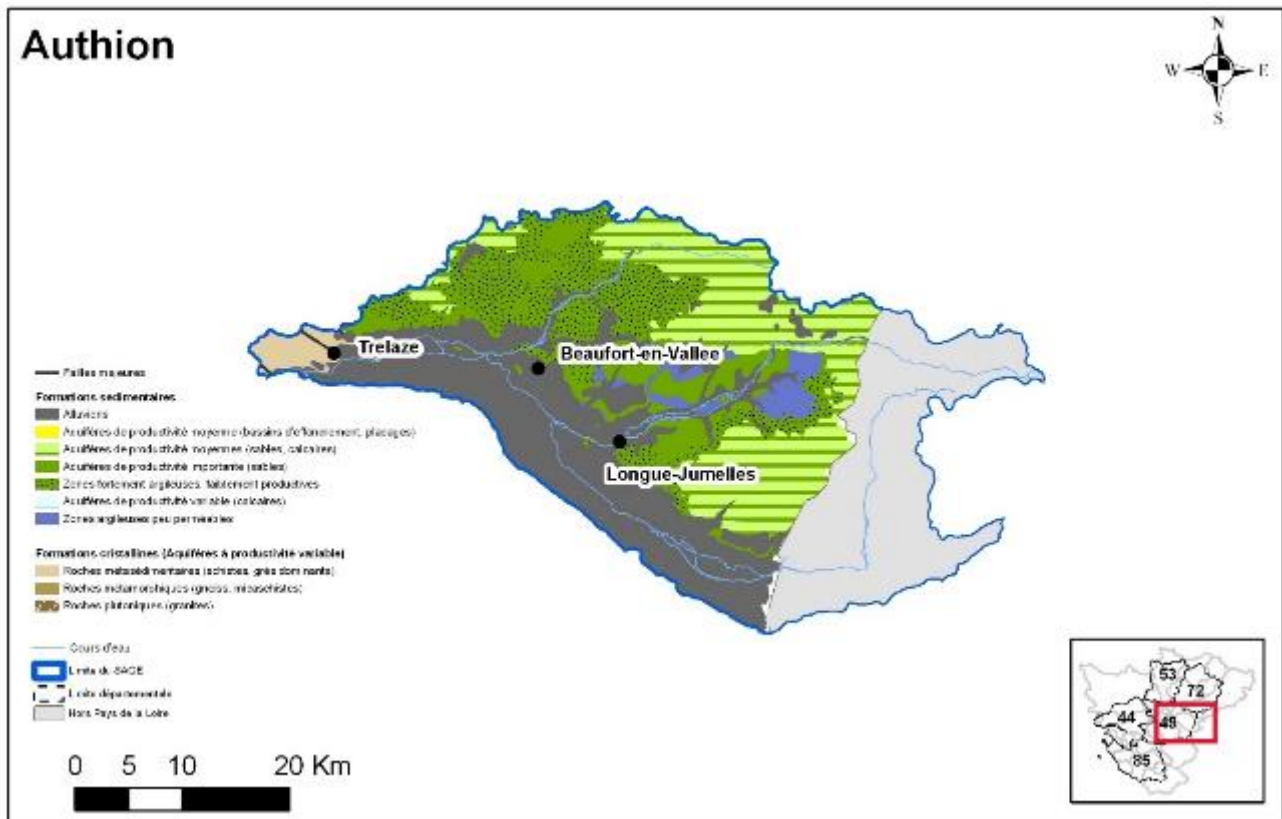 Authion
N
W E
S
Trelaze
Beaufort-en-Vallee
Longue-Jumelles
Failles majeures
Formations sedimentaires
Alluvions
Aquifères de productivité moyenne (bassins d'effondrement, placages)
Aquifères de productivité moyennes (sables, calcaires)
Aquifères de productivité importante (sables)
Zones fortement argileuses, faiblement productives
Aquifères de productivité variable (calcaires)
Zones argileuses peu perméables
Formations cristallines (Aquifères à productivité variable)
Roches métasédimentaires (schistes, grès dominants)
Roches métamorphiques (gneiss, micaschistes)
Roches plutoniques (granites)
Cours d'eau
Limite du SAGE
Limite départementale
Hors Pays de la Loire
0 5 10 20 Km
53
72
44
49
85